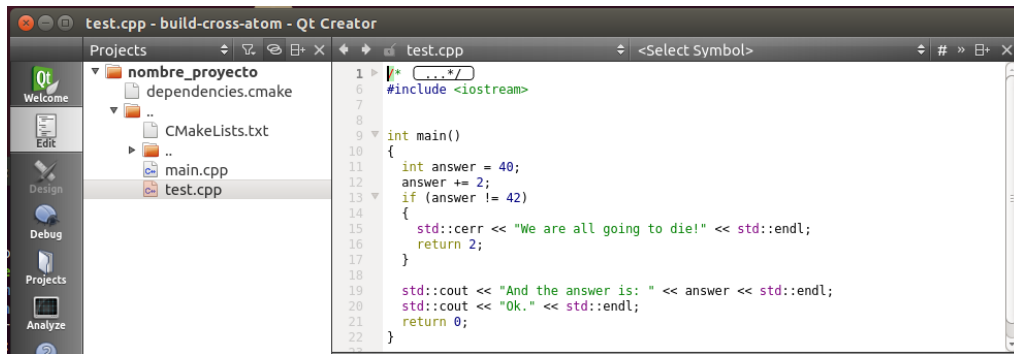 test.cpp - build-cross-atom - Qt Creator
Projects
test.cpp
<Select Symbol>
#
»
Welcome
Edit
Design
Debug
Projects
Analyze
nombre_proyecto
dependencies.cmake
..
CMakeLists.txt
..
main.cpp
test.cpp
1 /* ...*/
6 #include <iostream>
7
8
9 int main()
10 {
11 int answer = 40;
12 answer += 2;
13 if (answer != 42)
14 {
15 std::cerr << "We are all going to die!" << std::endl;
16 return 2;
17 }
18
19 std::cout << "And the answer is: " << answer << std::endl;
20 std::cout << "Ok." << std::endl;
21 return 0;
22 }
23